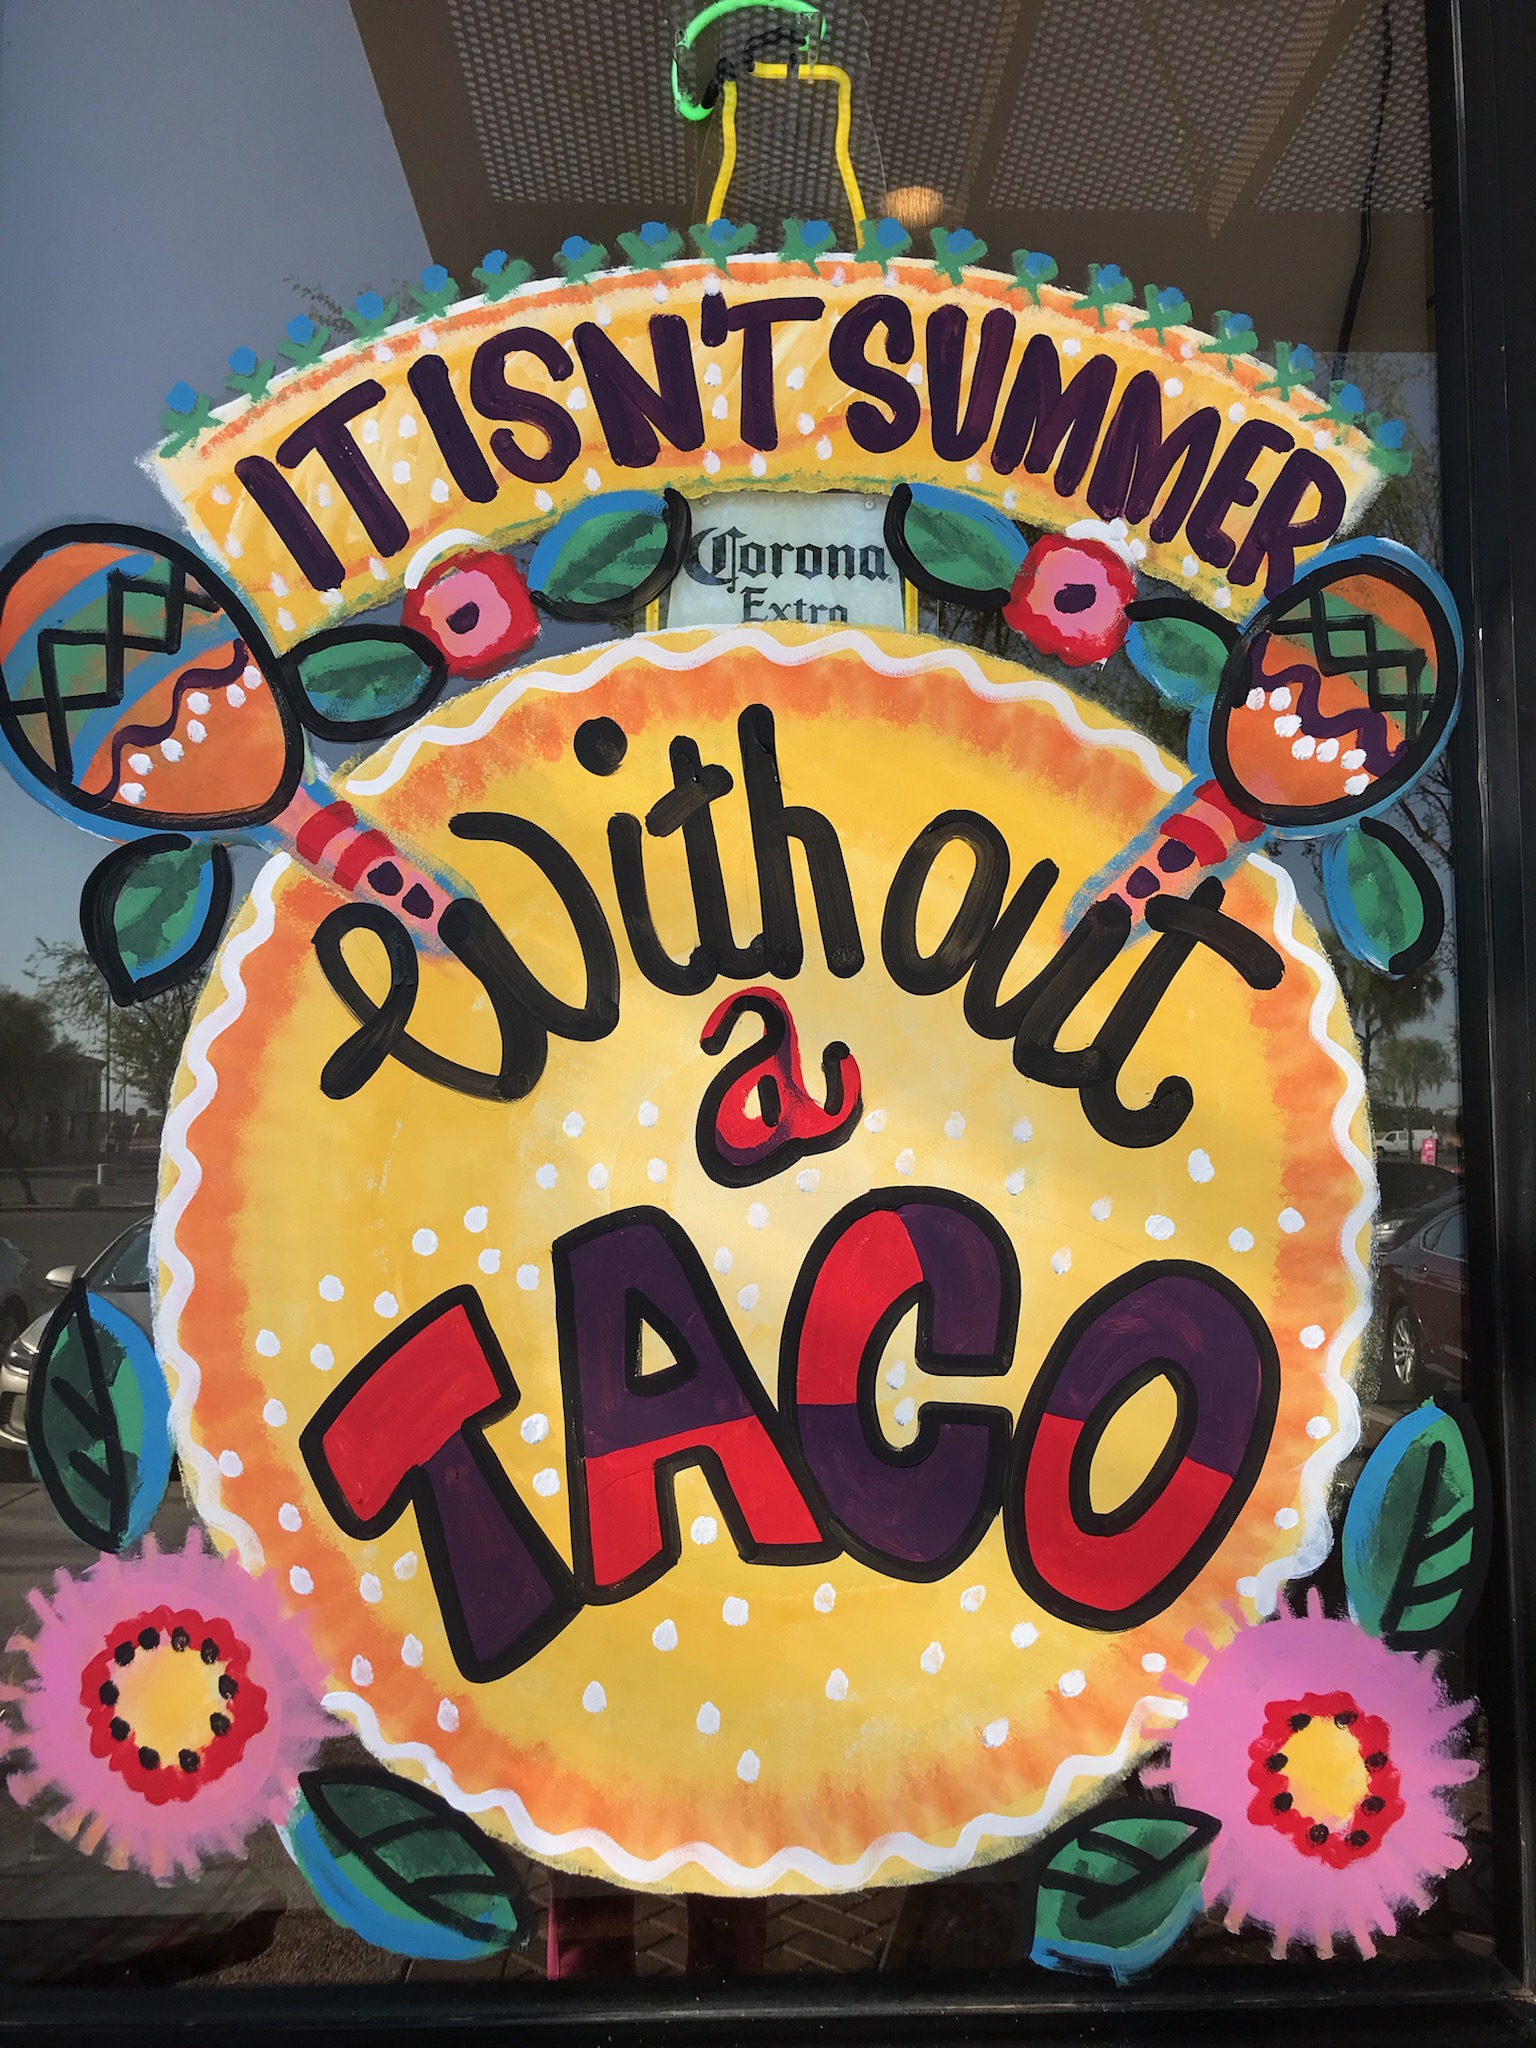 IT ISN'T SUMMER
Corona
Extra
without
a
TACO